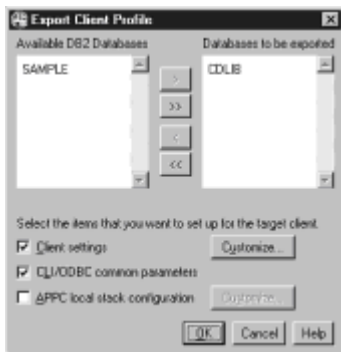 Export Client Profile
Available DB2 Databases
Databases to be exported
SAMPLE
CDLIB
>
>>
<
<<
Select the items that you want to set up for the target client.
Client settings
Customize...
CLI/ODBC common parameters
APPC local stack configuration
Customize...
OK
Cancel
Help